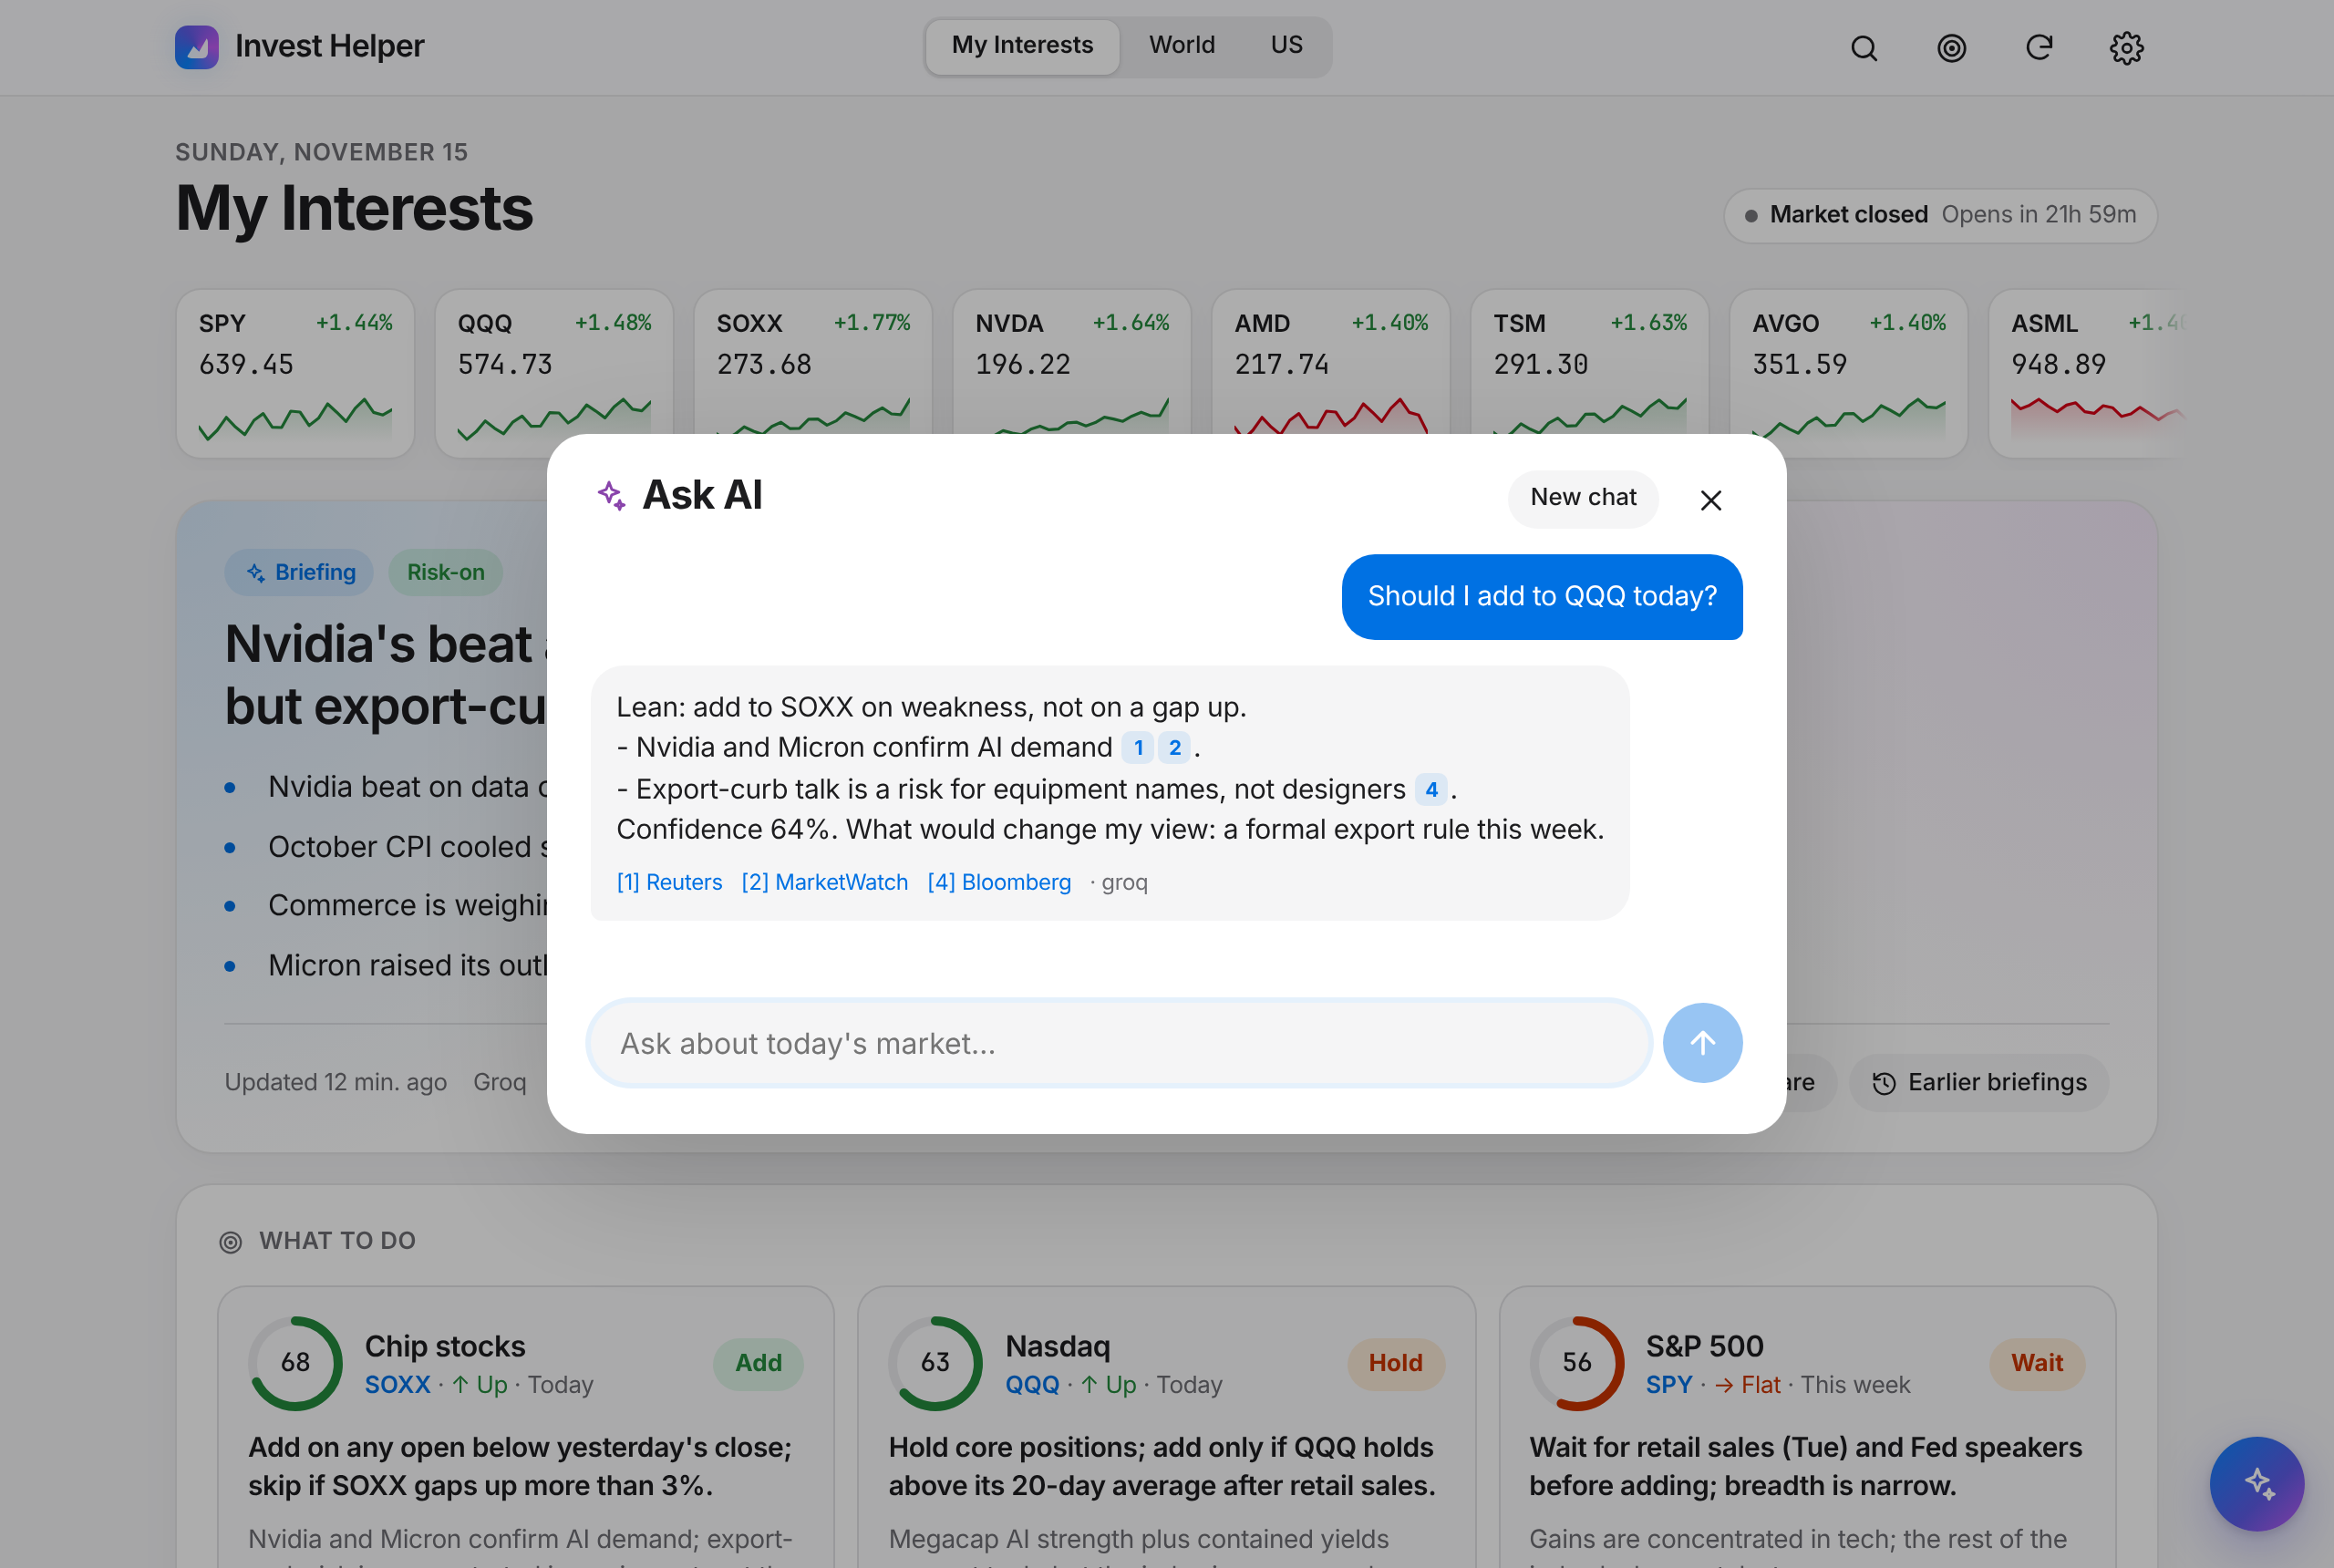 Invest Helper
My Interests World US
SUNDAY, NOVEMBER 15
My Interests
Market closed Opens in 21h 59m
SPY +1.44%
639.45
QQQ +1.48%
574.73
SOXX +1.77%
273.68
NVDA +1.64%
196.22
AMD +1.40%
217.74
TSM +1.63%
291.30
AVGO +1.40%
351.59
ASML +1.4
948.89
Briefing Risk-on
Nvidia's beat
but export-cu
Nvidia beat on data
October CPI cooled
Commerce is weighin
Micron raised its outl
Updated 12 min. ago Groq
Earlier briefings
Ask AI
New chat
Should I add to QQQ today?
Lean: add to SOXX on weakness, not on a gap up.
- Nvidia and Micron confirm AI demand 1 2 .
- Export-curb talk is a risk for equipment names, not designers 4 .
Confidence 64%. What would change my view: a formal export rule this week.
[1] Reuters [2] MarketWatch [4] Bloomberg · groq
Ask about today's market...
WHAT TO DO
68 Chip stocks Add
SOXX · ↑ Up · Today
Add on any open below yesterday's close;
skip if SOXX gaps up more than 3%.
Nvidia and Micron confirm AI demand; export-
63 Nasdaq Hold
QQQ · ↑ Up · Today
Hold core positions; add only if QQQ holds
above its 20-day average after retail sales.
Megacap AI strength plus contained yields
56 S&P 500 Wait
SPY · → Flat · This week
Wait for retail sales (Tue) and Fed speakers
before adding; breadth is narrow.
Gains are concentrated in tech; the rest of the